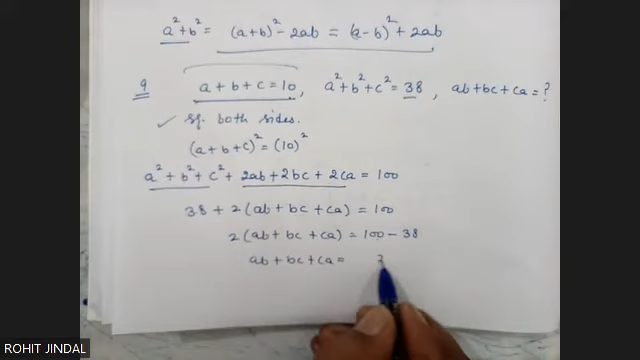 a² + b² = (a+b)² - 2ab = (a-b)² + 2ab
9 a + b + c = 10, a² + b² + c² = 38, ab + bc + ca = ?
✓ sq. both sides.
(a + b + c)² = (10)²
a² + b² + c² + 2ab + 2bc + 2ca = 100
38 + 2(ab + bc + ca) = 100
2(ab + bc + ca) = 100 - 38
ab + bc + ca =
ROHIT JINDAL